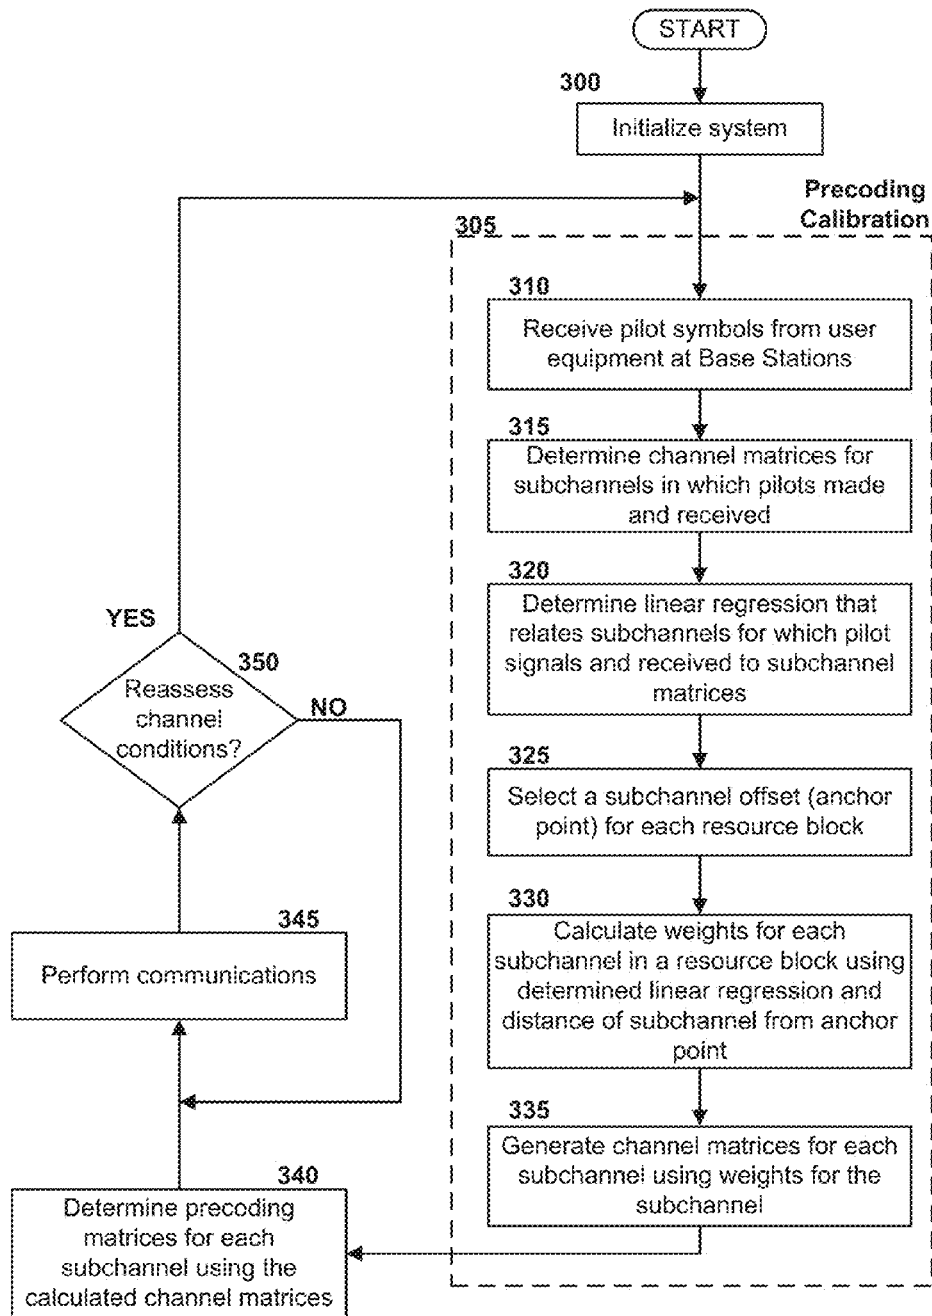 START
300
Initialize system
Precoding
Calibration
305
310
Receive pilot symbols from user
equipment at Base Stations
315
Determine channel matrices for
subchannels in which pilots made
and received
320
Determine linear regression that
relates subchannels for which pilot
signals and received to subchannel
matrices
325
Select a subchannel offset (anchor
point) for each resource block
330
Calculate weights for each
subchannel in a resource block using
determined linear regression and
distance of subchannel from anchor
point
335
Generate channel matrices for each
subchannel using weights for the
subchannel
340
Determine precoding
matrices for each
subchannel using the
calculated channel matrices
345
Perform communications
350
Reassess
channel
conditions?
YES
NO